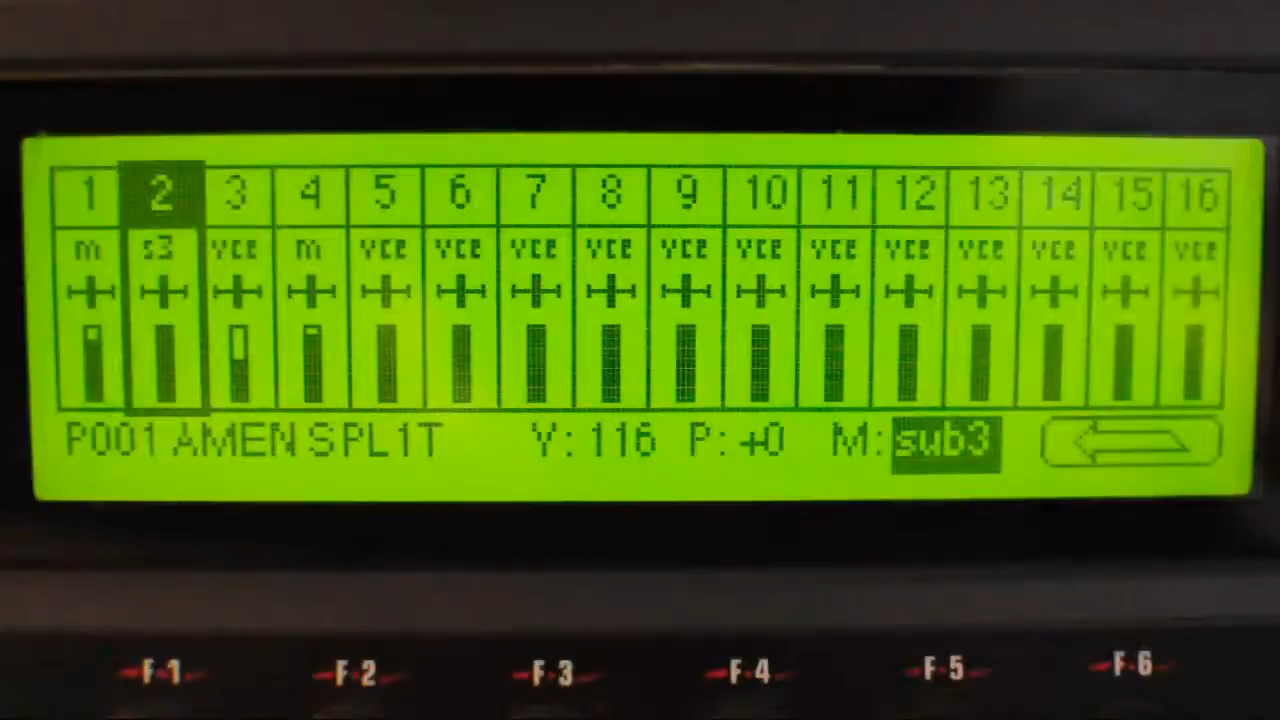 1 2 3 4 5 6 7 8 9 10 11 12 13 14 15 16
m s3 vce m vce vce vce vce vce vce vce vce vce vce vce vce
P001 AMEN SPL1T V: 116 P: +0 M: sub3
F1 F2 F3 F4 F5 F6